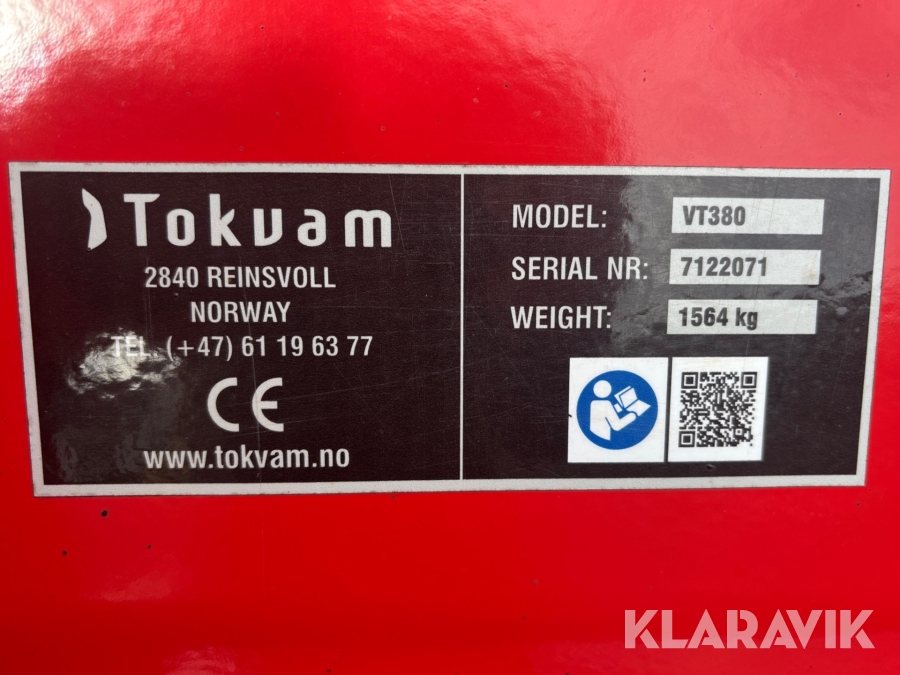 Tokvam
2840 REINSVOLL
NORWAY
TEL. (+47) 61 19 63 77
CE
www.tokvam.no
MODEL: VT380
SERIAL NR: 7122071
WEIGHT: 1564 kg
KLARAVIK